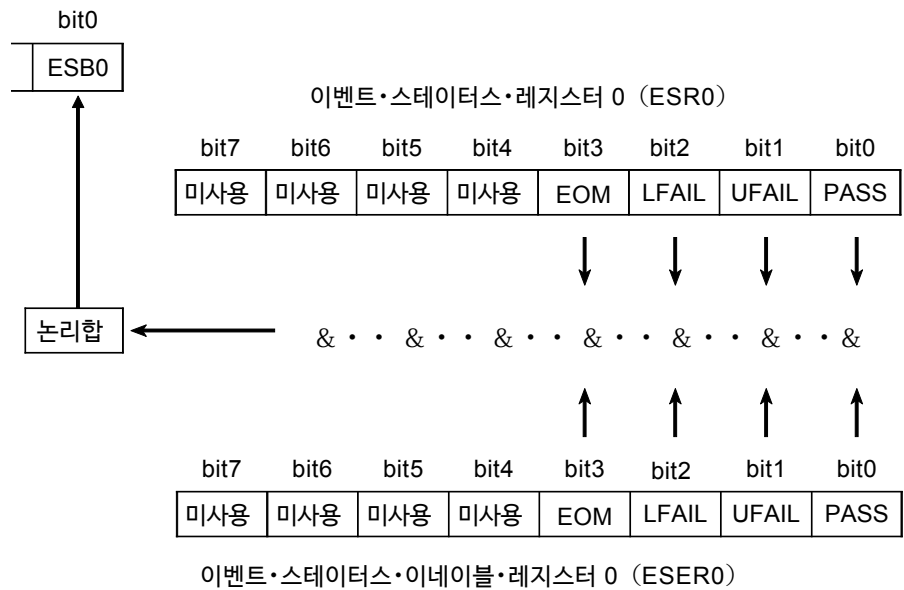 bit0
ESB0
이벤트･스테이터스･레지스터 0 (ESR0)
bit7 bit6 bit5 bit4 bit3 bit2 bit1 bit0
미사용 미사용 미사용 미사용 EOM LFAIL UFAIL PASS
논리합
&・・&・・&・・&・・&・・&・・&
bit7 bit6 bit5 bit4 bit3 bit2 bit1 bit0
미사용 미사용 미사용 미사용 EOM LFAIL UFAIL PASS
이벤트･스테이터스･이네이블･레지스터 0 (ESER0)